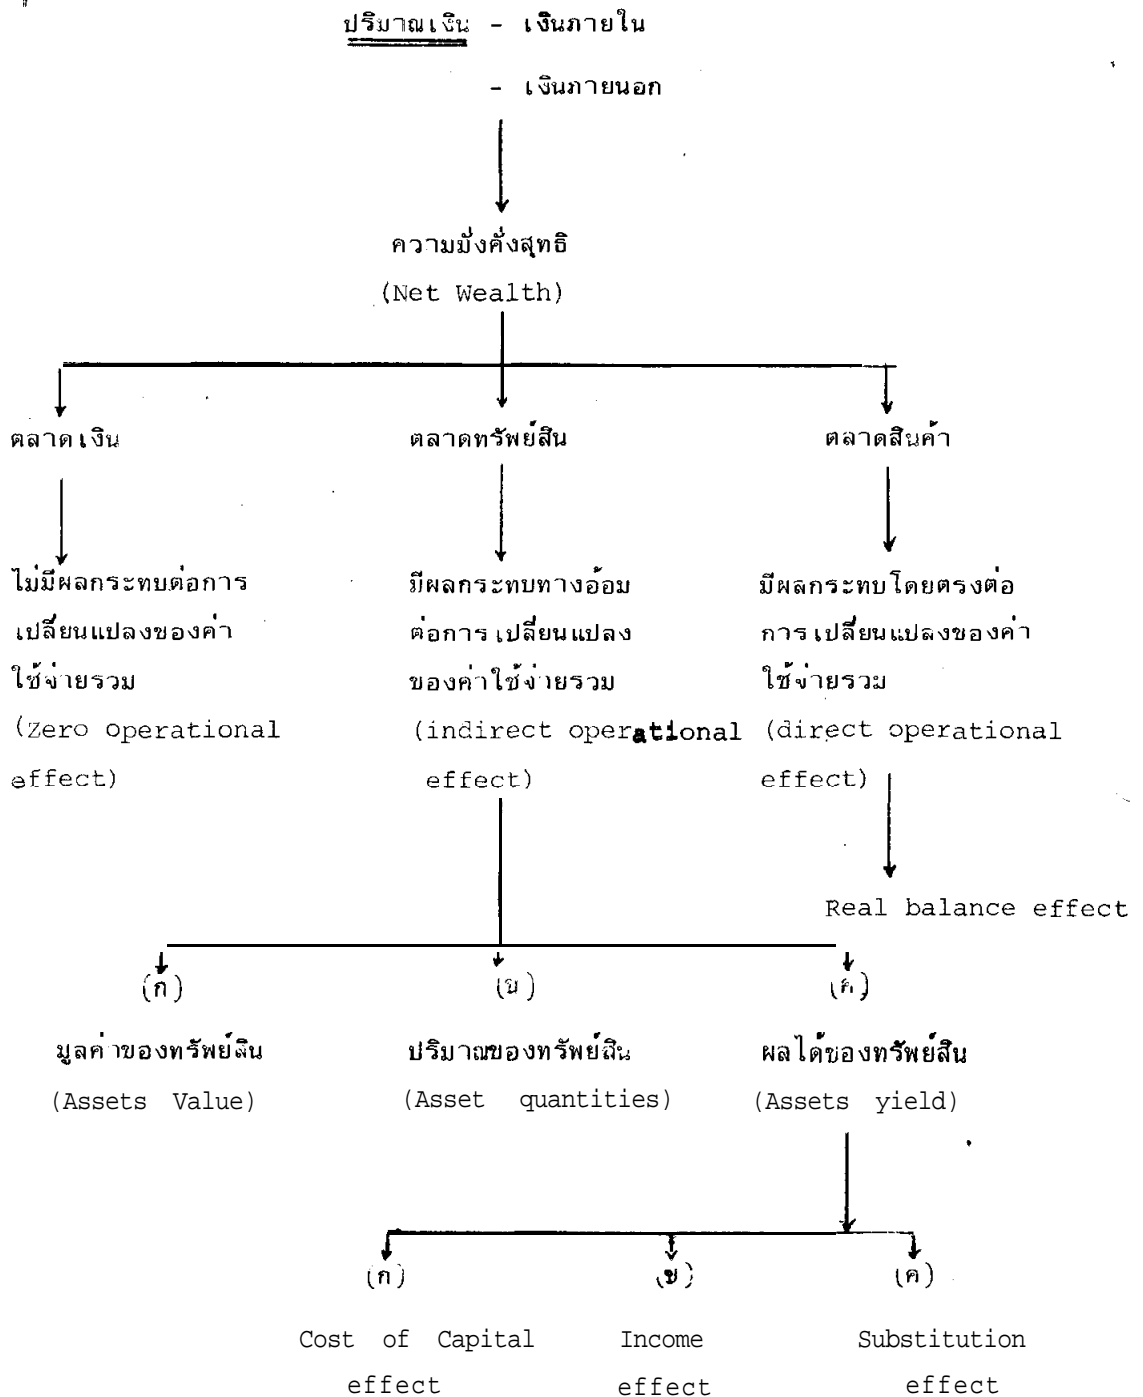 ปริมาณเงิน - เงินภายใน
- เงินภายนอก
ความมั่งคั่งสุทธิ
(Net Wealth)
ตลาดเงิน ตลาดทรัพย์สิน ตลาดสินค้า
ไม่มีผลกระทบต่อการ มีผลกระทบทางอ้อม มีผลกระทบโดยตรงต่อ
เปลี่ยนแปลงของค่า ต่อการเปลี่ยนแปลง การเปลี่ยนแปลงของค่า
ใช้จ่ายรวม ของค่าใช้จ่ายรวม ใช้จ่ายรวม
(Zero operational (indirect operational (direct operational
effect) effect) effect)
Real balance effect
(ก) (ข) (ค)
มูลค่าของทรัพย์สิน ปริมาณของทรัพย์สิน ผลได้ของทรัพย์สิน
(Assets Value) (Asset quantities) (Assets yield)
(ก) (ข) (ค)
Cost of Capital Income Substitution
effect effect effect